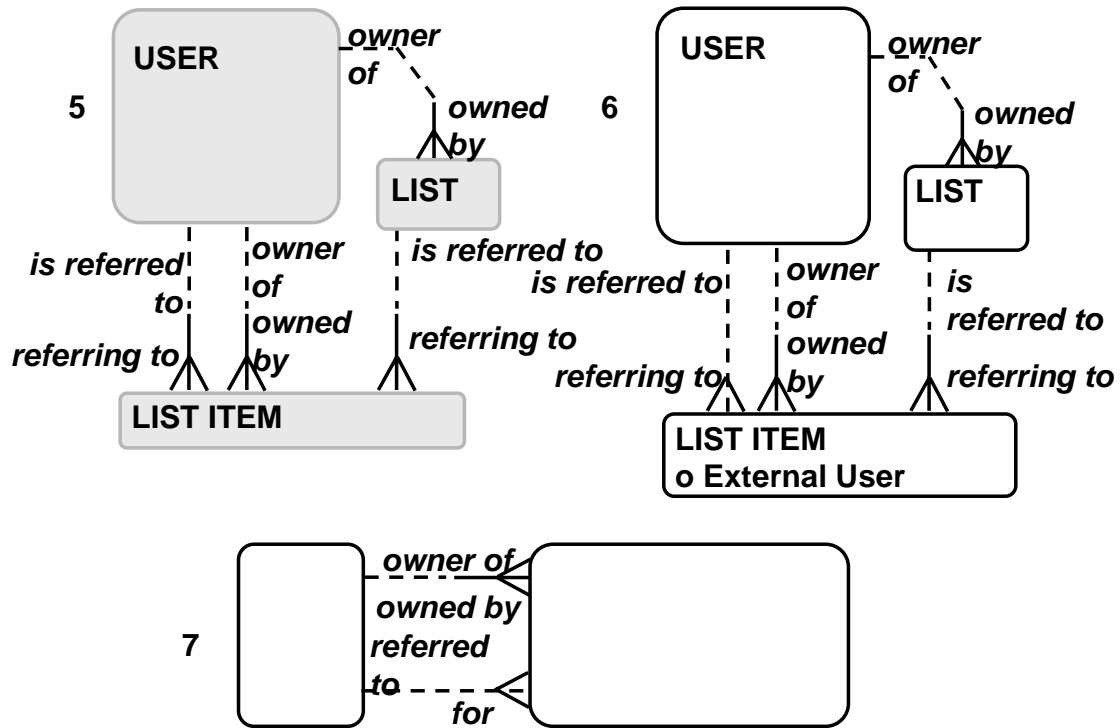 5
USER
owner
of
owned
by
LIST
is referred
to
owner
of
is referred to
referring to
owned
by
referring to
LIST ITEM
6
USER
owner
of
owned
by
LIST
is referred to
owner
of
is
referred to
referring to
owned
by
referring to
LIST ITEM
o External User
7
owner of
owned by
referred
to
for